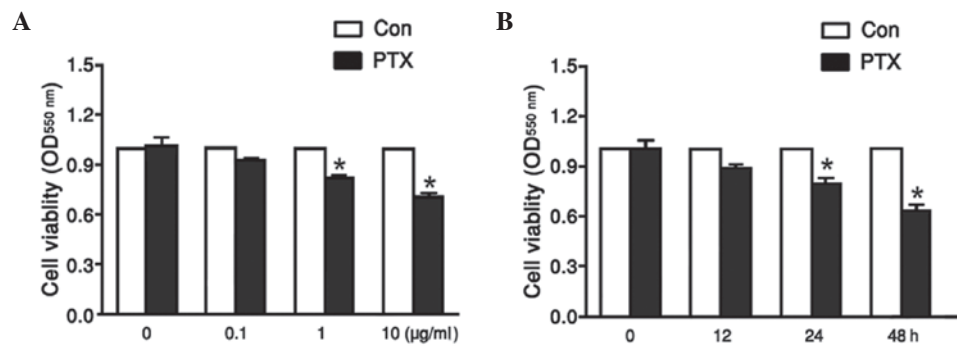 A
Con
PTX
Cell viablity (OD550 nm)
1.5
1.2
0.9
0.6
0.3
0.0
0 0.1 1 10 (µg/ml)
* *
B
Con
PTX
Cell viablity (OD550 nm)
1.5
1.2
0.9
0.6
0.3
0.0
0 12 24 48 h
* *